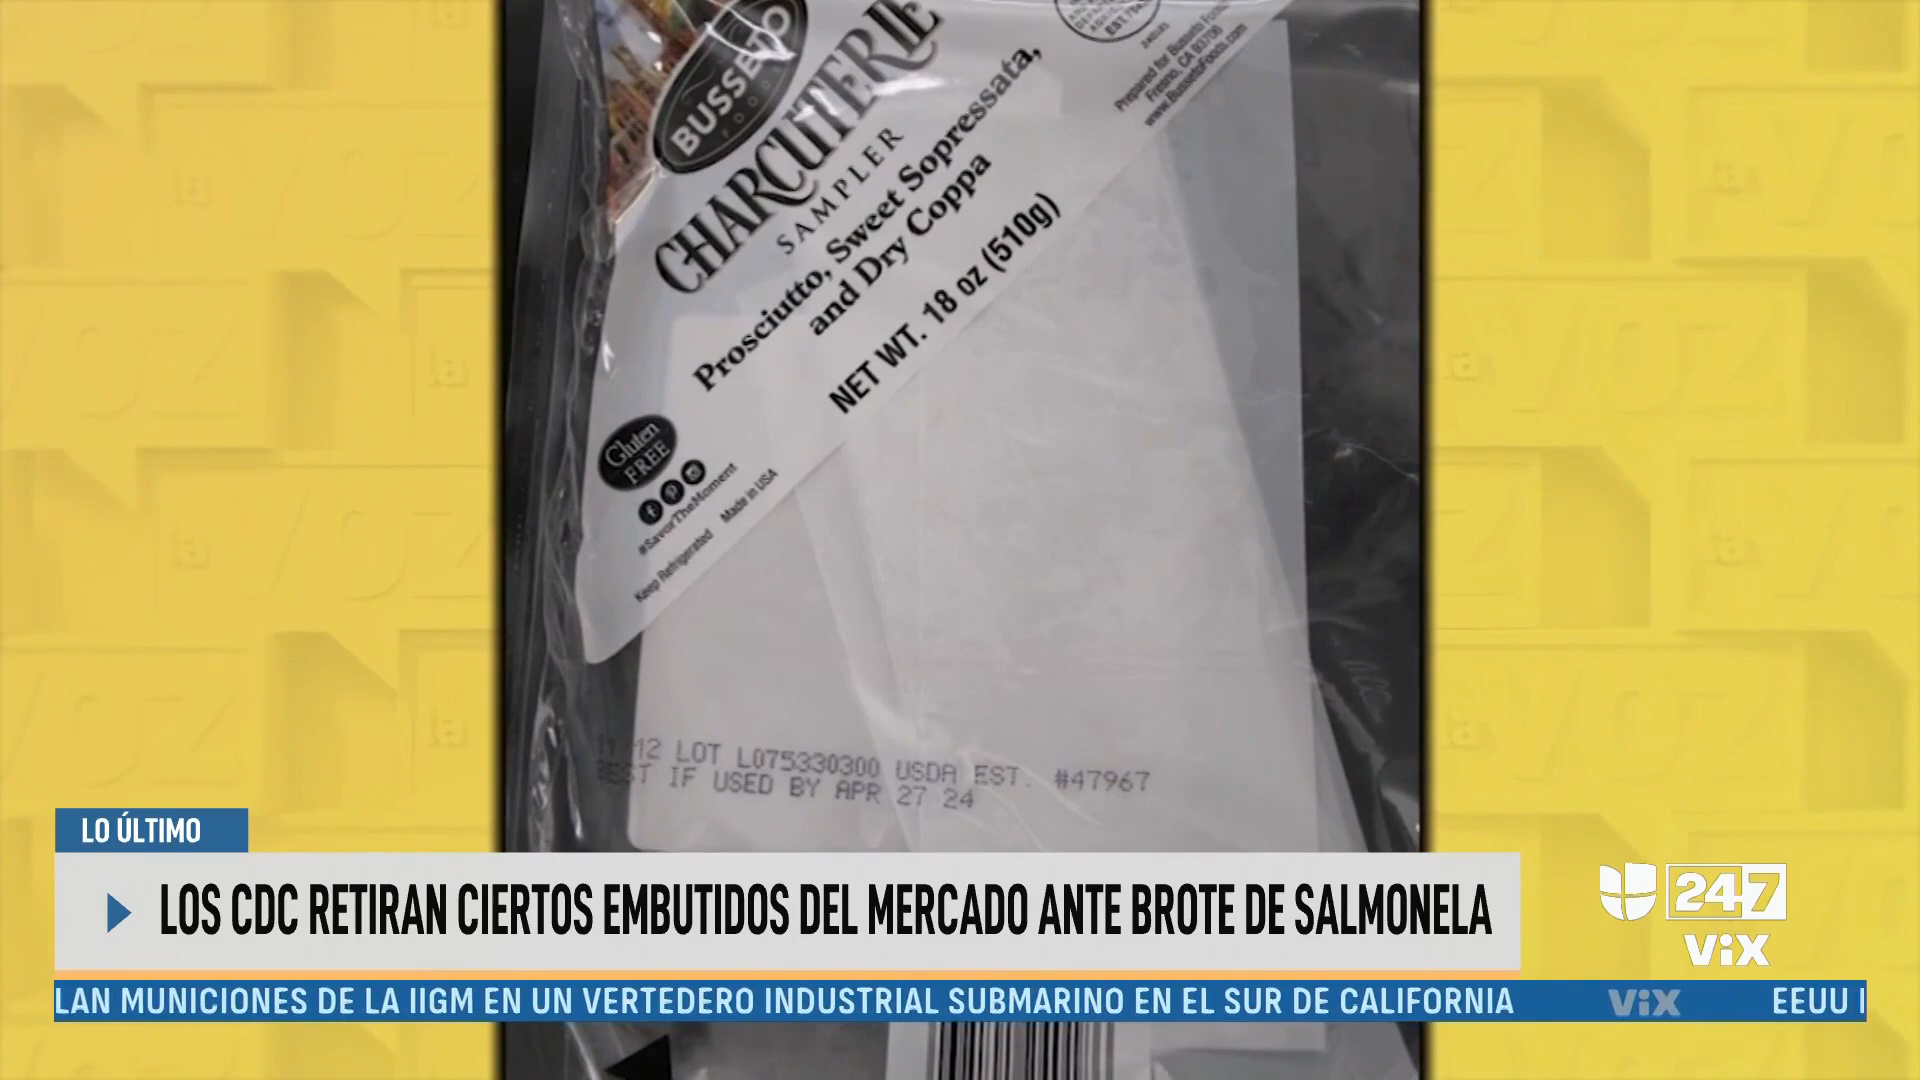 BUSSETO
FOODS
CHARCUTERIE
SAMPLER
Prosciutto, Sweet Sopressata,
and Dry Coppa
NET WT. 18 oz (510g)
EST. 
Prepared for Busseto Foods
Fresno, CA 93706
www.BussetoFoods.com
Gluten
FREE
#SavorTheMoment
Keep Refrigerated Made in USA
12 LOT L075330300 USDA EST. #47967
BEST IF USED BY APR 27 24
LO ÚLTIMO
LOS CDC RETIRAN CIERTOS EMBUTIDOS DEL MERCADO ANTE BROTE DE SALMONELA
24/7
ViX
LAN MUNICIONES DE LA IIGM EN UN VERTEDERO INDUSTRIAL SUBMARINO EN EL SUR DE CALIFORNIA ViX EEUU
la
voz